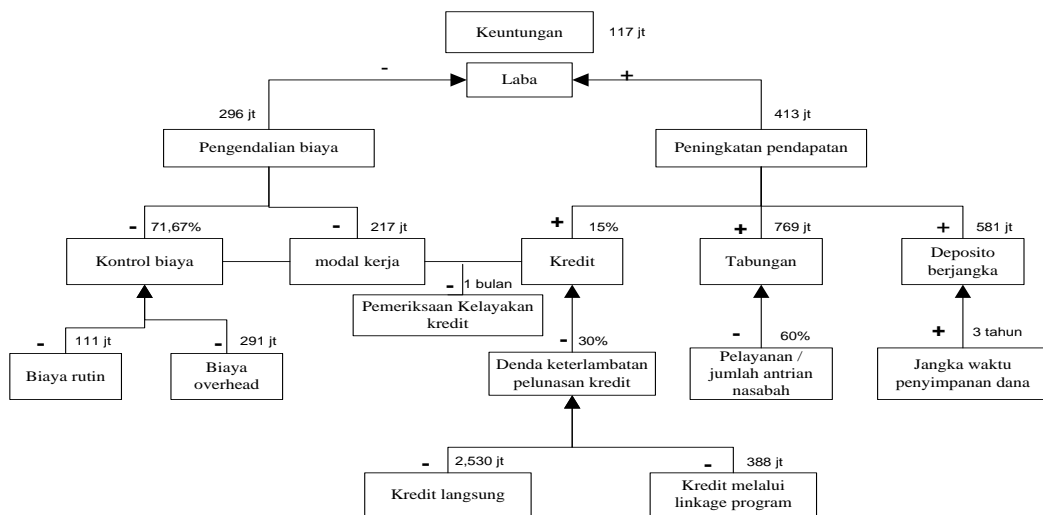 Keuntungan
117 jt
-
+
Laba
296 jt
413 jt
Pengendalian biaya
Peningkatan pendapatan
-
71,67%
-
217 jt
+
15%
+
769 jt
+
581 jt
Kontrol biaya
modal kerja
Kredit
Tabungan
Deposito
berjangka
-
1 bulan
Pemeriksaan Kelayakan
kredit
-
111 jt
-
291 jt
-
30%
-
60%
+
3 tahun
Biaya rutin
Biaya
overhead
Denda keterlambatan
pelunasan kredit
Pelayanan /
jumlah antrian
nasabah
Jangka waktu
penyimpanan dana
-
2,530 jt
-
388 jt
Kredit langsung
Kredit melalui
linkage program